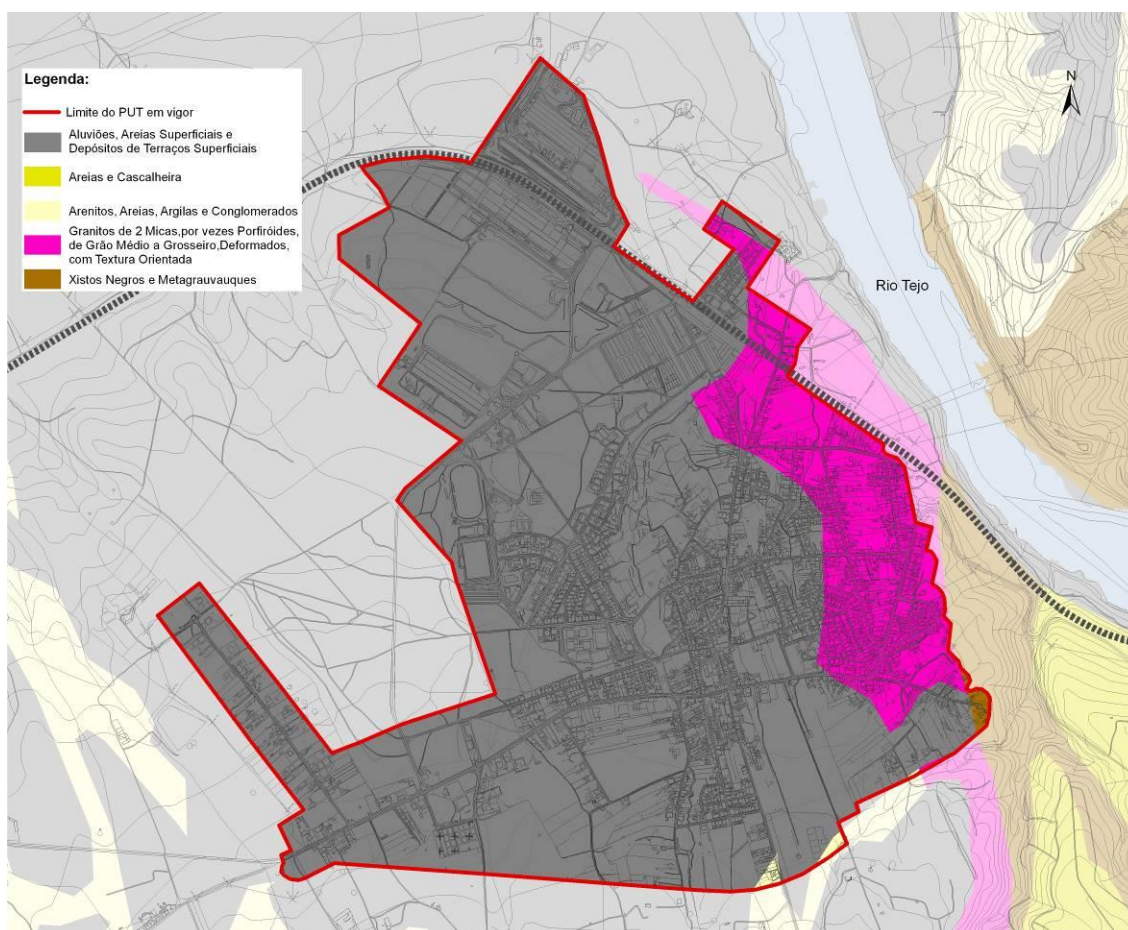 Legenda:
Limite do PUT em vigor
Aluviões, Areias Superficiais e
Depósitos de Terraços Superficiais
Areias e Cascalheira
Arenitos, Areias, Argilas e Conglomerados
Granitos de 2 Micas,por vezes Porfiróides,
de Grão Médio a Grosseiro,Deformados,
com Textura Orientada
Xistos Negros e Metagrauvaques
N
Rio Tejo